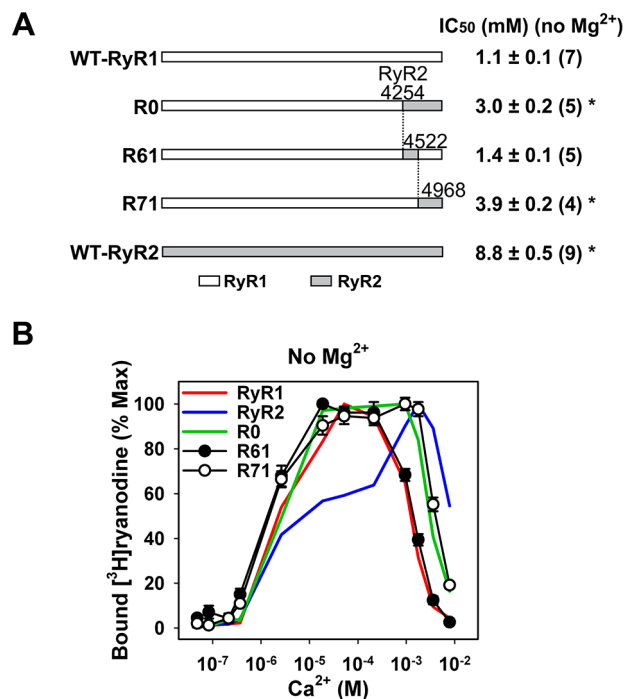 A
IC50 (mM) (no Mg2+)
WT-RyR1
1.1 ± 0.1 (7)
RyR2
4254
R0
3.0 ± 0.2 (5) *
4522
R61
1.4 ± 0.1 (5)
4968
R71
3.9 ± 0.2 (4) *
WT-RyR2
8.8 ± 0.5 (9) *
RyR1
RyR2
B
No Mg2+
Bound [3H]ryanodine (% Max)
100
80
60
40
20
0
RyR1
RyR2
R0
R61
R71
10-7
10-6
10-5
10-4
10-3
10-2
Ca2+ (M)